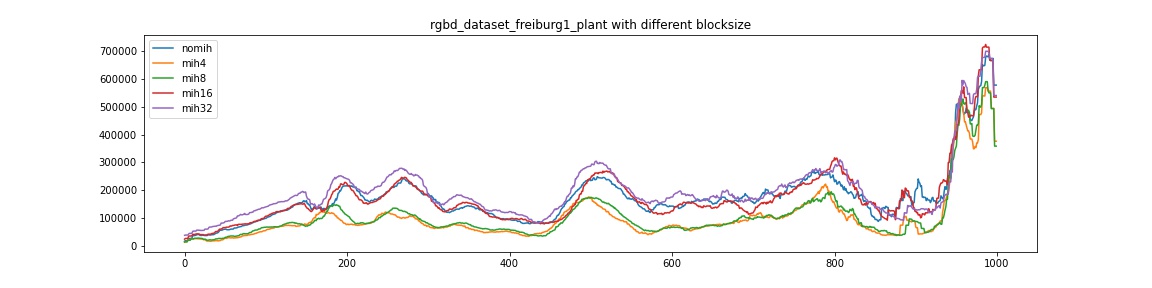 rgbd_dataset_freiburg1_plant with different blocksize
700000
600000
500000
400000
300000
200000
100000
0
nomih
mih4
mih8
mih16
mih32
0 200 400 600 800 1000